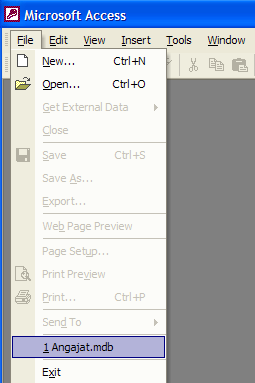 Microsoft Access
File Edit View Insert Tools Window
New... Ctrl+N
Open... Ctrl+O
Get External Data
Close
Save Ctrl+S
Save As...
Export...
Web Page Preview
Page Setup...
Print Preview
Print... Ctrl+P
Send To
1 Angajat.mdb
Exit